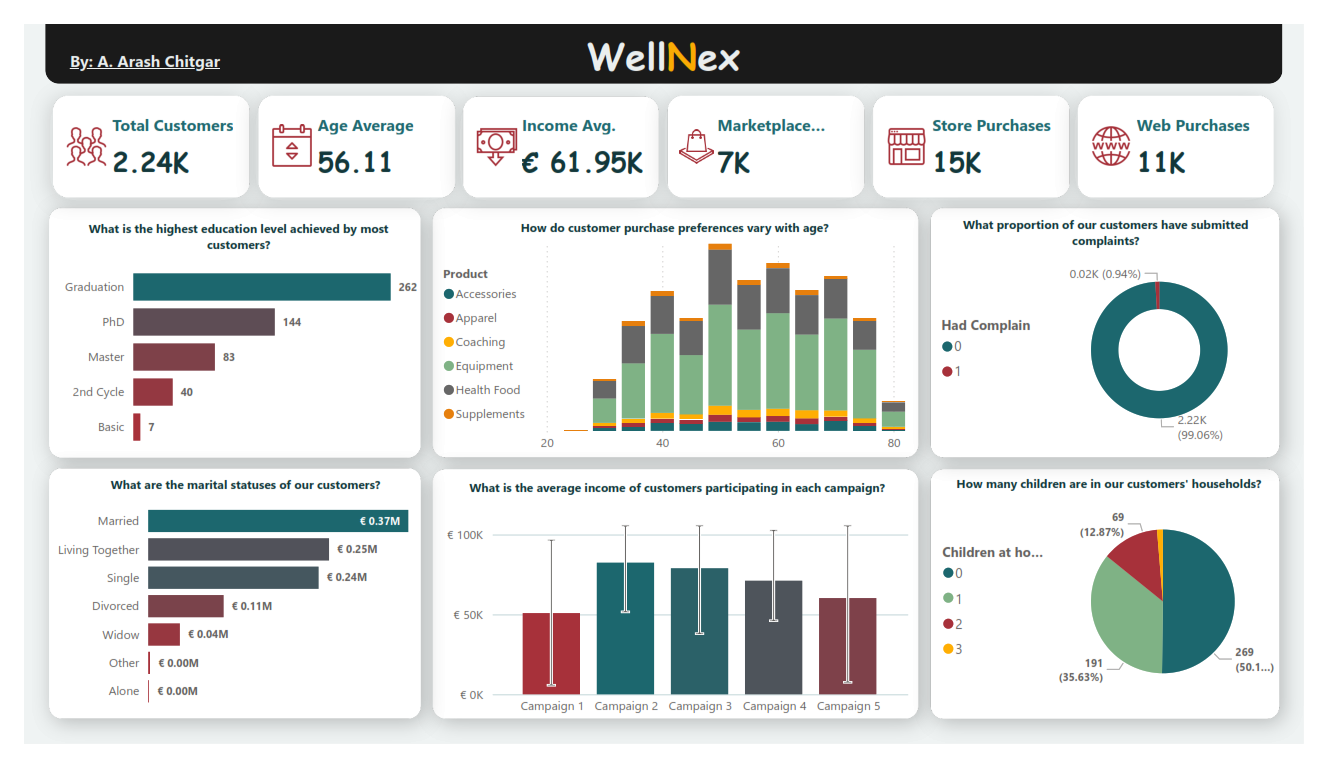 By: A. Arash Chitgar
WellNex
Total Customers
2.24K
Age Average
56.11
Income Avg.
€ 61.95K
Marketplace...
7K
Store Purchases
15K
WWW
Web Purchases
11K
What is the highest education level achieved by most
customers?
Graduation
262
PhD
144
Master
83
2nd Cycle
40
Basic
7
How do customer purchase preferences vary with age?
Product
Accessories
Apparel
Coaching
Equipment
Health Food
Supplements
20
40
60
80
What proportion of our customers have submitted
complaints?
0.02K (0.94%)
Had Complain
0
1
2.22K
(99.06%)
What are the marital statuses of our customers?
Married
€ 0.37M
Living Together
€ 0.25M
Single
€ 0.24M
Divorced
€ 0.11M
Widow
€ 0.04M
Other
€ 0.00M
Alone
€ 0.00M
What is the average income of customers participating in each campaign?
€ 100K
€ 50K
€ 0K
Campaign 1
Campaign 2
Campaign 3
Campaign 4
Campaign 5
How many children are in our customers' households?
69
(12.87%)
Children at ho...
0
1
2
3
269
(50.1...)
191
(35.63%)